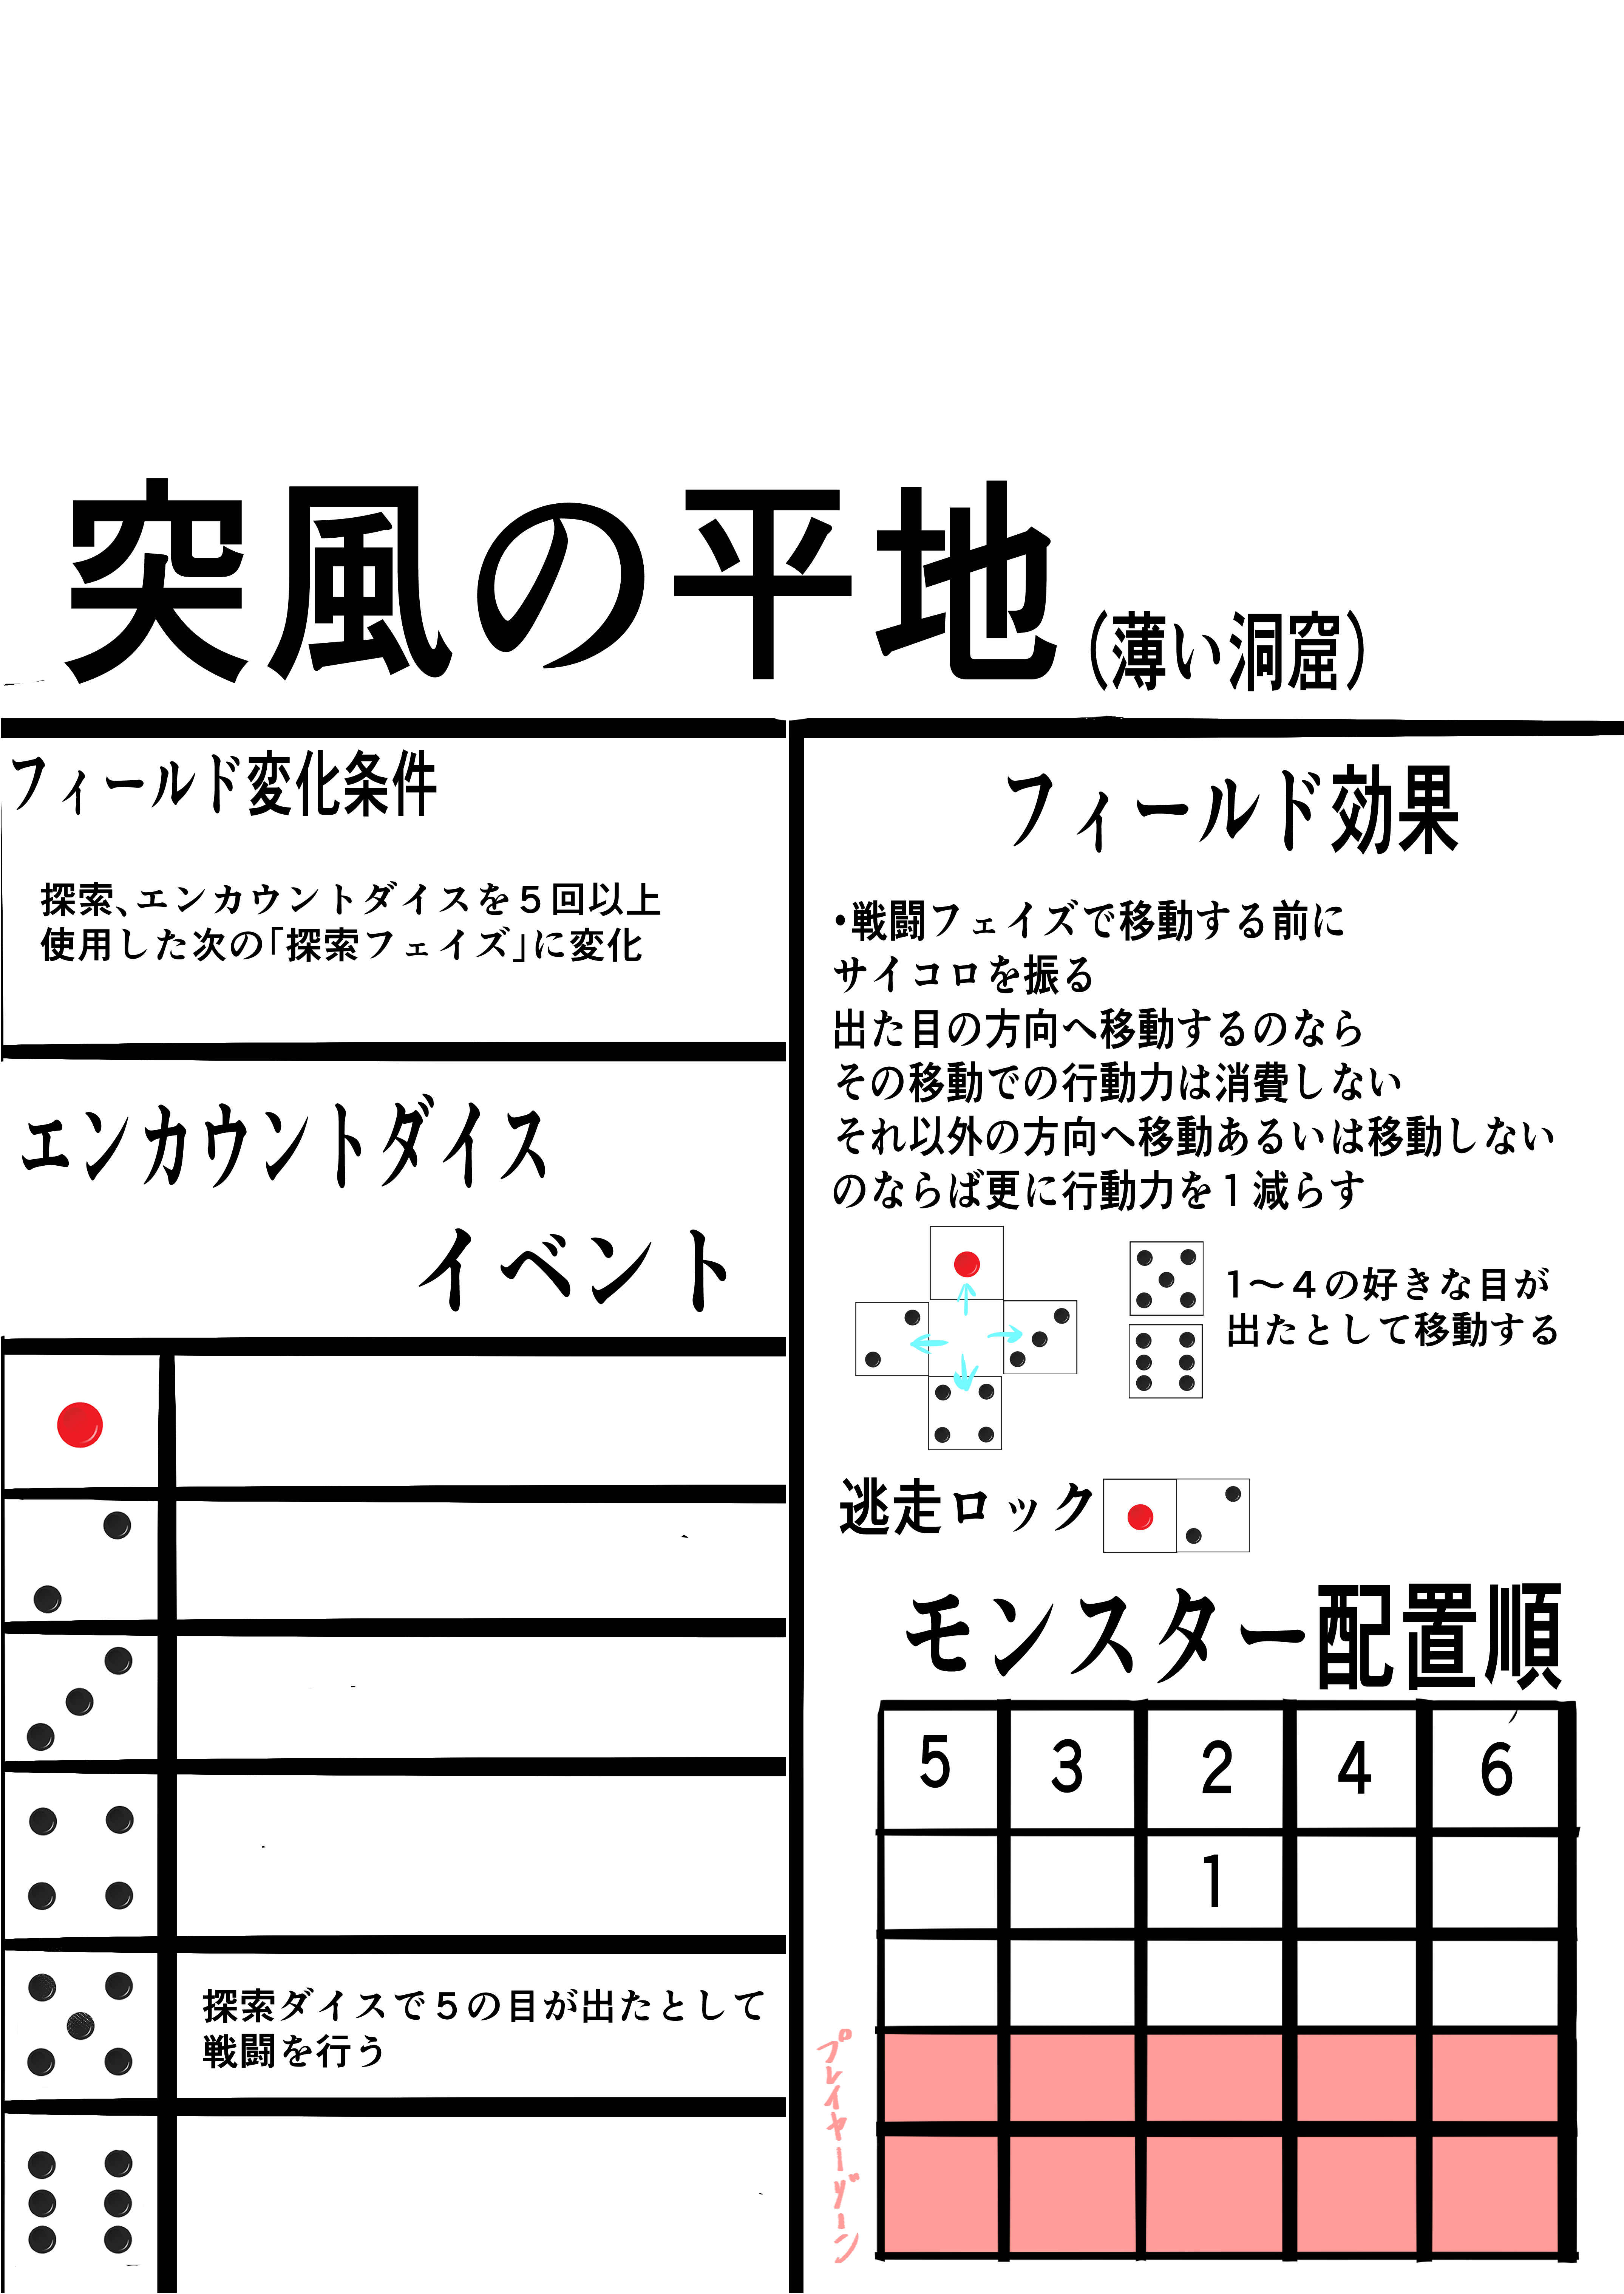 突風の平地(薄い洞窟)
フィールド変化条件
探索、エンカウントダイスを５回以上
使用した次の「探索フェイズ」に変化
エンカウントダイス
イベント
探索ダイスで５の目が出たとして
戦闘を行う
フィールド効果
・戦闘フェイズで移動する前に
サイコロを振る
出た目の方向へ移動するのなら
その移動での行動力は消費しない
それ以外の方向へ移動あるいは移動しない
のならば更に行動力を１減らす
１〜４の好きな目が
出たとして移動する
逃走ロック
モンスター配置順
5 3 2 4 6
1
プレイヤーゾーン